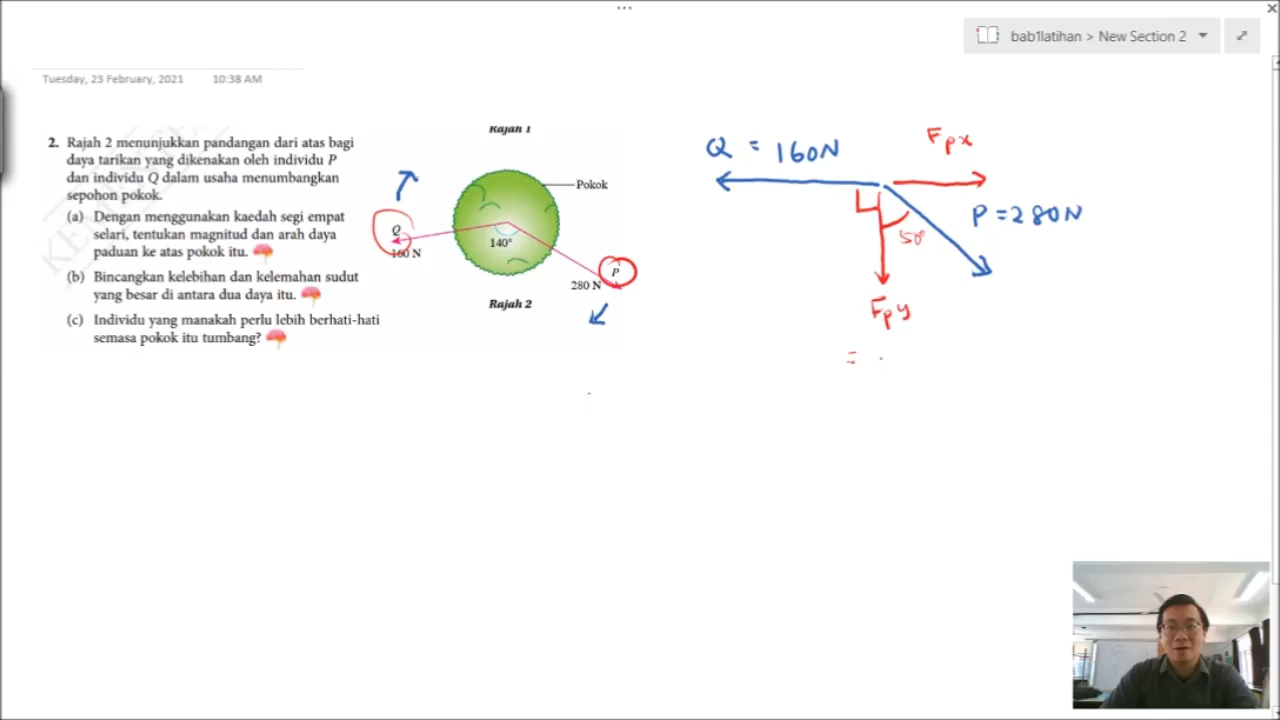 bab1latihan > New Section 2
Tuesday, 23 February, 2021 10:38 AM
2. Rajah 2 menunjukkan pandangan dari atas bagi
daya tarikan yang dikenakan oleh individu P
dan individu Q dalam usaha menumbangkan
sepohon pokok.
(a) Dengan menggunakan kaedah segi empat
selari, tentukan magnitud dan arah daya
paduan ke atas pokok itu.
(b) Bincangkan kelebihan dan kelemahan sudut
yang besar di antara dua daya itu.
(c) Individu yang manakah perlu lebih berhati-hati
semasa pokok itu tumbang?
Rajah 1
Pokok
Q
160 N
140°
P
280 N
Rajah 2
Q = 160N
Fpx
P = 280N
50°
Fpy
=